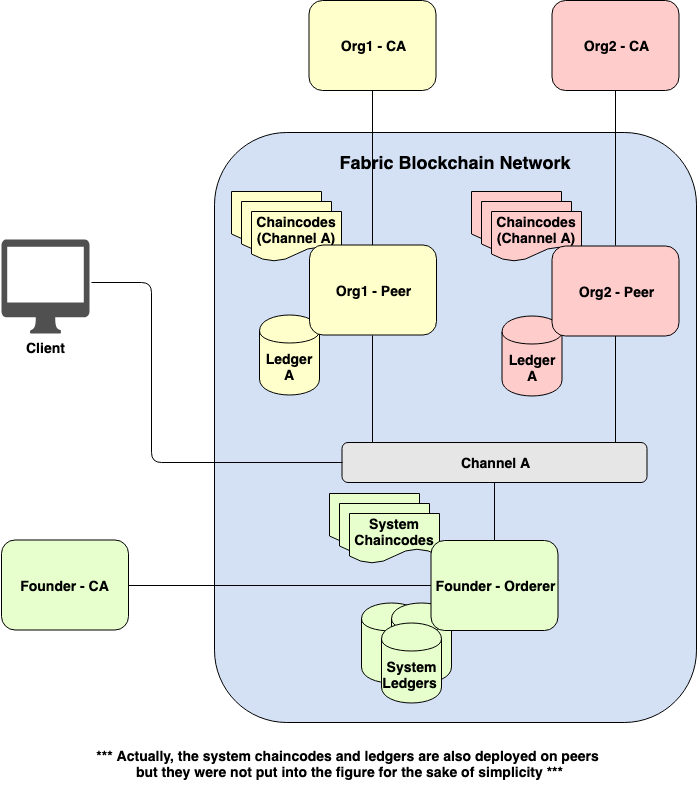 Org1 - CA
Org2 - CA
Fabric Blockchain Network
Chaincodes
(Channel A)
Chaincodes
(Channel A)
Org1 - Peer
Org2 - Peer
Client
Ledger
A
Ledger
A
Channel A
System
Chaincodes
Founder - CA
Founder - Orderer
System
Ledgers
*** Actually, the system chaincodes and ledgers are also deployed on peers
but they were not put into the figure for the sake of simplicity ***